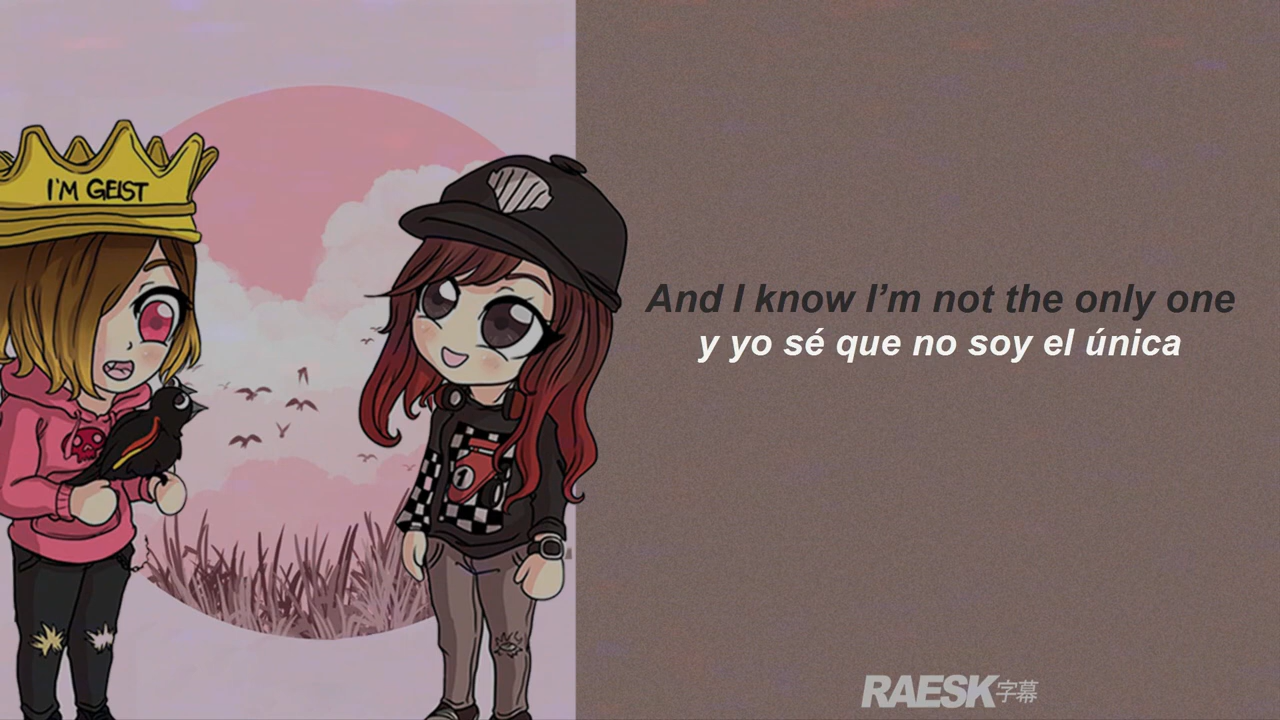 I'M GEIST
And I know I’m not the only one
y yo sé que no soy el única
1
RAESK字幕